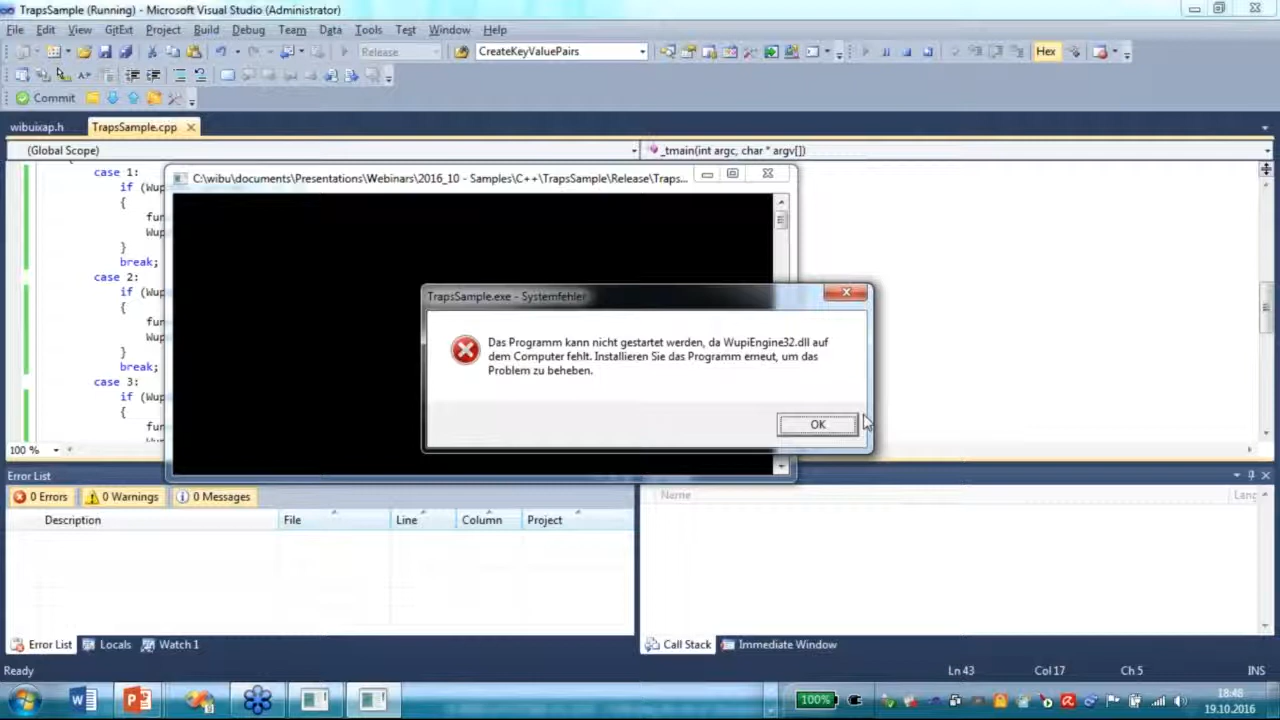 TrapsSample (Running) - Microsoft Visual Studio (Administrator)
File Edit View GitExt Project Build Debug Team Data Tools Test Window Help
Release CreateKeyValuePairs Hex
Commit
wibuixap.h TrapsSample.cpp
(Global Scope) _tmain(int argc, char * argv[])
case 1:
if (Wup
{
fun
Wup
}
break;
case 2:
if (Wup
{
fun
Wup
}
break;
case 3:
if (Wup
{
C:\wibu\documents\Presentations\Webinars\2016_10 - Samples\C++\TrapsSample\Release\Traps...
TrapsSample.exe - Systemfehler
Das Programm kann nicht gestartet werden, da WupiEngine32.dll auf
dem Computer fehlt. Installieren Sie das Programm erneut, um das
Problem zu beheben.
OK
100 %
Error List
0 Errors 0 Warnings 0 Messages
Description File Line Column Project
Name Lang
Error List Locals Watch 1
Call Stack Immediate Window
Ready Ln 43 Col 17 Ch 5 INS
100%
18:48
19.10.2016